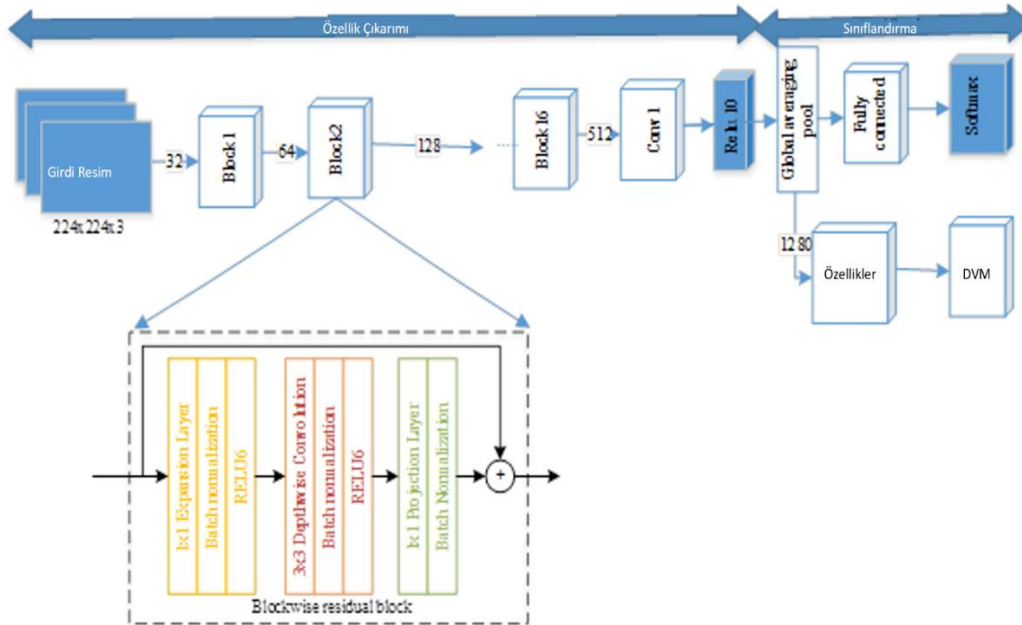 Özellik Çıkarımı
Sınıflandırma
Girdi Resim
224x224x3
32
Block 1
64
Block2
128
......
Block 16
512
Conv 1
Relu 10
Global averaging
pool
Fully
connected
Softmax
1280
Özellikler
DVM
1x1 Expansion Layer
Batch normalization
RELU6
3x3 Depthwise Convolution
Batch normalization
RELU6
1x1 Projection Layer
Batch Normalization
+
Blockwise residual block